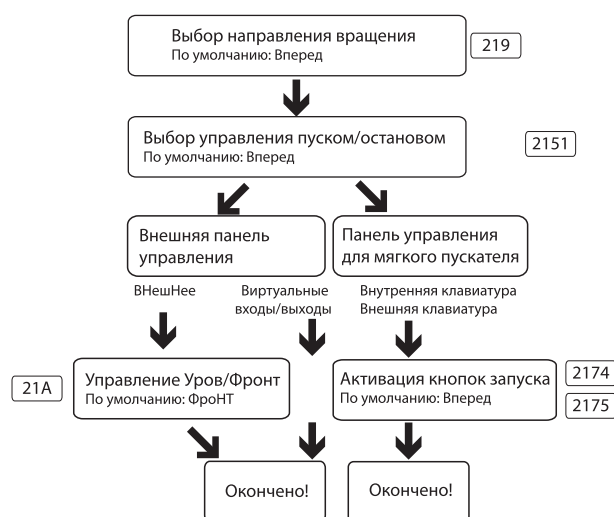 Выбор направления вращения
По умолчанию: Вперед
219
Выбор управления пуском/остановом
По умолчанию: Вперед
2151
Внешняя панель
управления
Панель управления
для мягкого пускателя
ВНешНее
Виртуальные
входы/выходы
Внутренняя клавиатура
Внешняя клавиатура
21A
Управление Уров/Фронт
По умолчанию: ФроНТ
Активация кнопок запуска
По умолчанию: Вперед
2174
2175
Окончено!
Окончено!